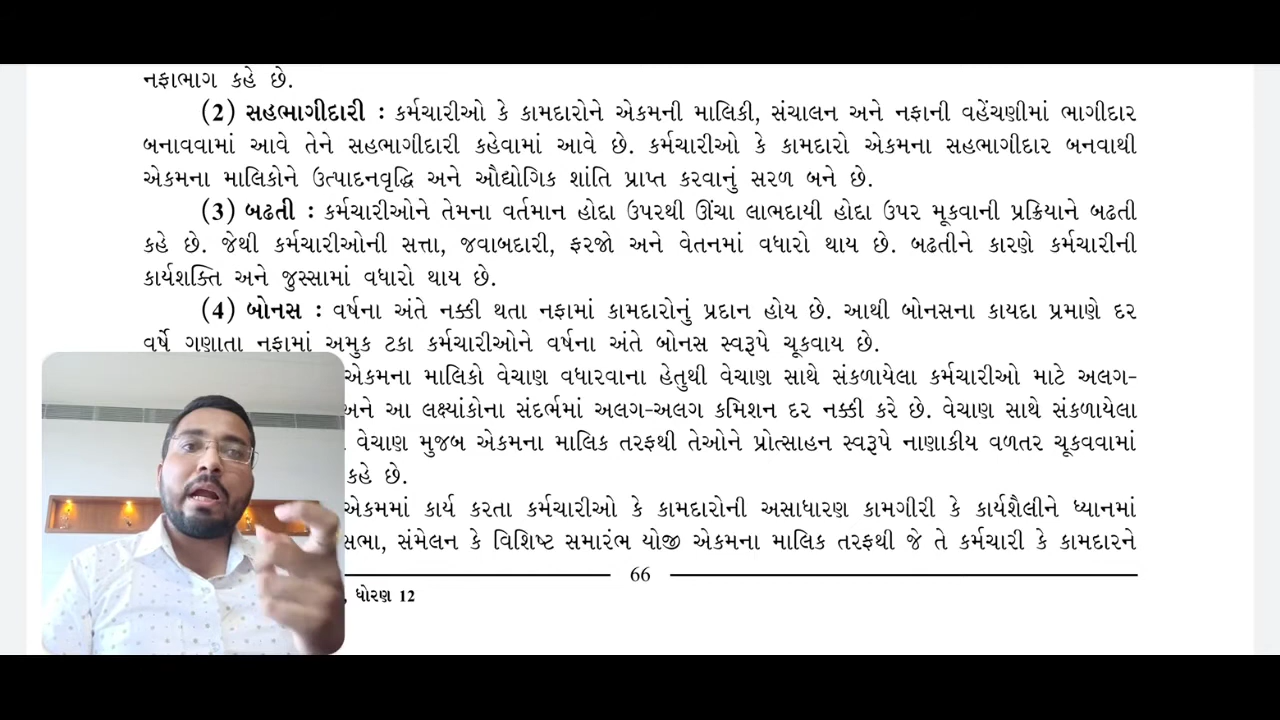 નફાભાગ કહે છે.
(2) સહભાગીદારી : કર્મચારીઓ કે કામદારોને એકમની માલિકી, સંચાલન અને નફાની વહેંચણીમાં ભાગીદાર
બનાવવામાં આવે તેને સહભાગીદારી કહેવામાં આવે છે. કર્મચારીઓ કે કામદારો એકમના સહભાગીદાર બનવાથી
એકમના માલિકોને ઉત્પાદનવૃદ્ધિ અને ઔદ્યોગિક શાંતિ પ્રાપ્ત કરવાનું સરળ બને છે.
(3) બઢતી : કર્મચારીઓને તેમના વર્તમાન હોદા ઉપરથી ઊંચા લાભદાયી હોદા ઉપર મૂકવાની પ્રક્રિયાને બઢતી
કહે છે. જેથી કર્મચારીઓની સત્તા, જવાબદારી, ફરજો અને વેતનમાં વધારો થાય છે. બઢતીને કારણે કર્મચારીની
કાર્યશક્તિ અને જુસ્સામાં વધારો થાય છે.
(4) બોનસ : વર્ષના અંતે નક્કી થતા નફામાં કામદારોનું પ્રદાન હોય છે. આથી બોનસના કાયદા પ્રમાણે દર
વર્ષે ગણાતા નફામાં અમુક ટકા કર્મચારીઓને વર્ષના અંતે બોનસ સ્વરૂપે ચૂકવાય છે.
એકમના માલિકો વેચાણ વધારવાના હેતુથી વેચાણ સાથે સંકળાયેલા કર્મચારીઓ માટે અલગ-
અને આ લક્ષ્યાંકોના સંદર્ભમાં અલગ-અલગ કમિશન દર નક્કી કરે છે. વેચાણ સાથે સંકળાયેલા
વેચાણ મુજબ એકમના માલિક તરફથી તેઓને પ્રોત્સાહન સ્વરૂપે નાણાકીય વળતર ચૂકવવામાં
કહે છે.
એકમમાં કાર્ય કરતા કર્મચારીઓ કે કામદારોની અસાધારણ કામગીરી કે કાર્યશૈલીને ધ્યાનમાં
સભા, સંમેલન કે વિશિષ્ટ સમારંભ યોજી એકમના માલિક તરફથી જે તે કર્મચારી કે કામદારને
66
, ધોરણ 12